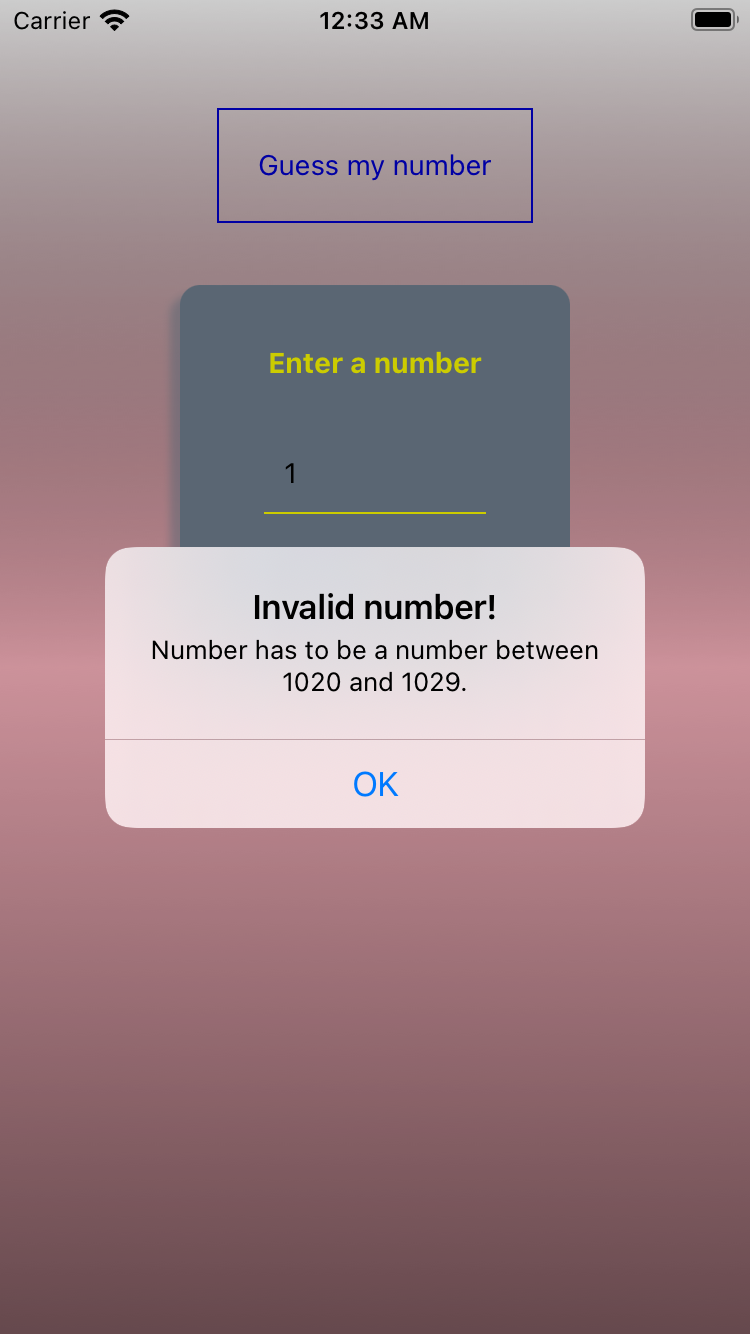 Carrier 12:33 AM
Guess my number
Enter a number
1
Invalid number!
Number has to be a number between
1020 and 1029.
OK